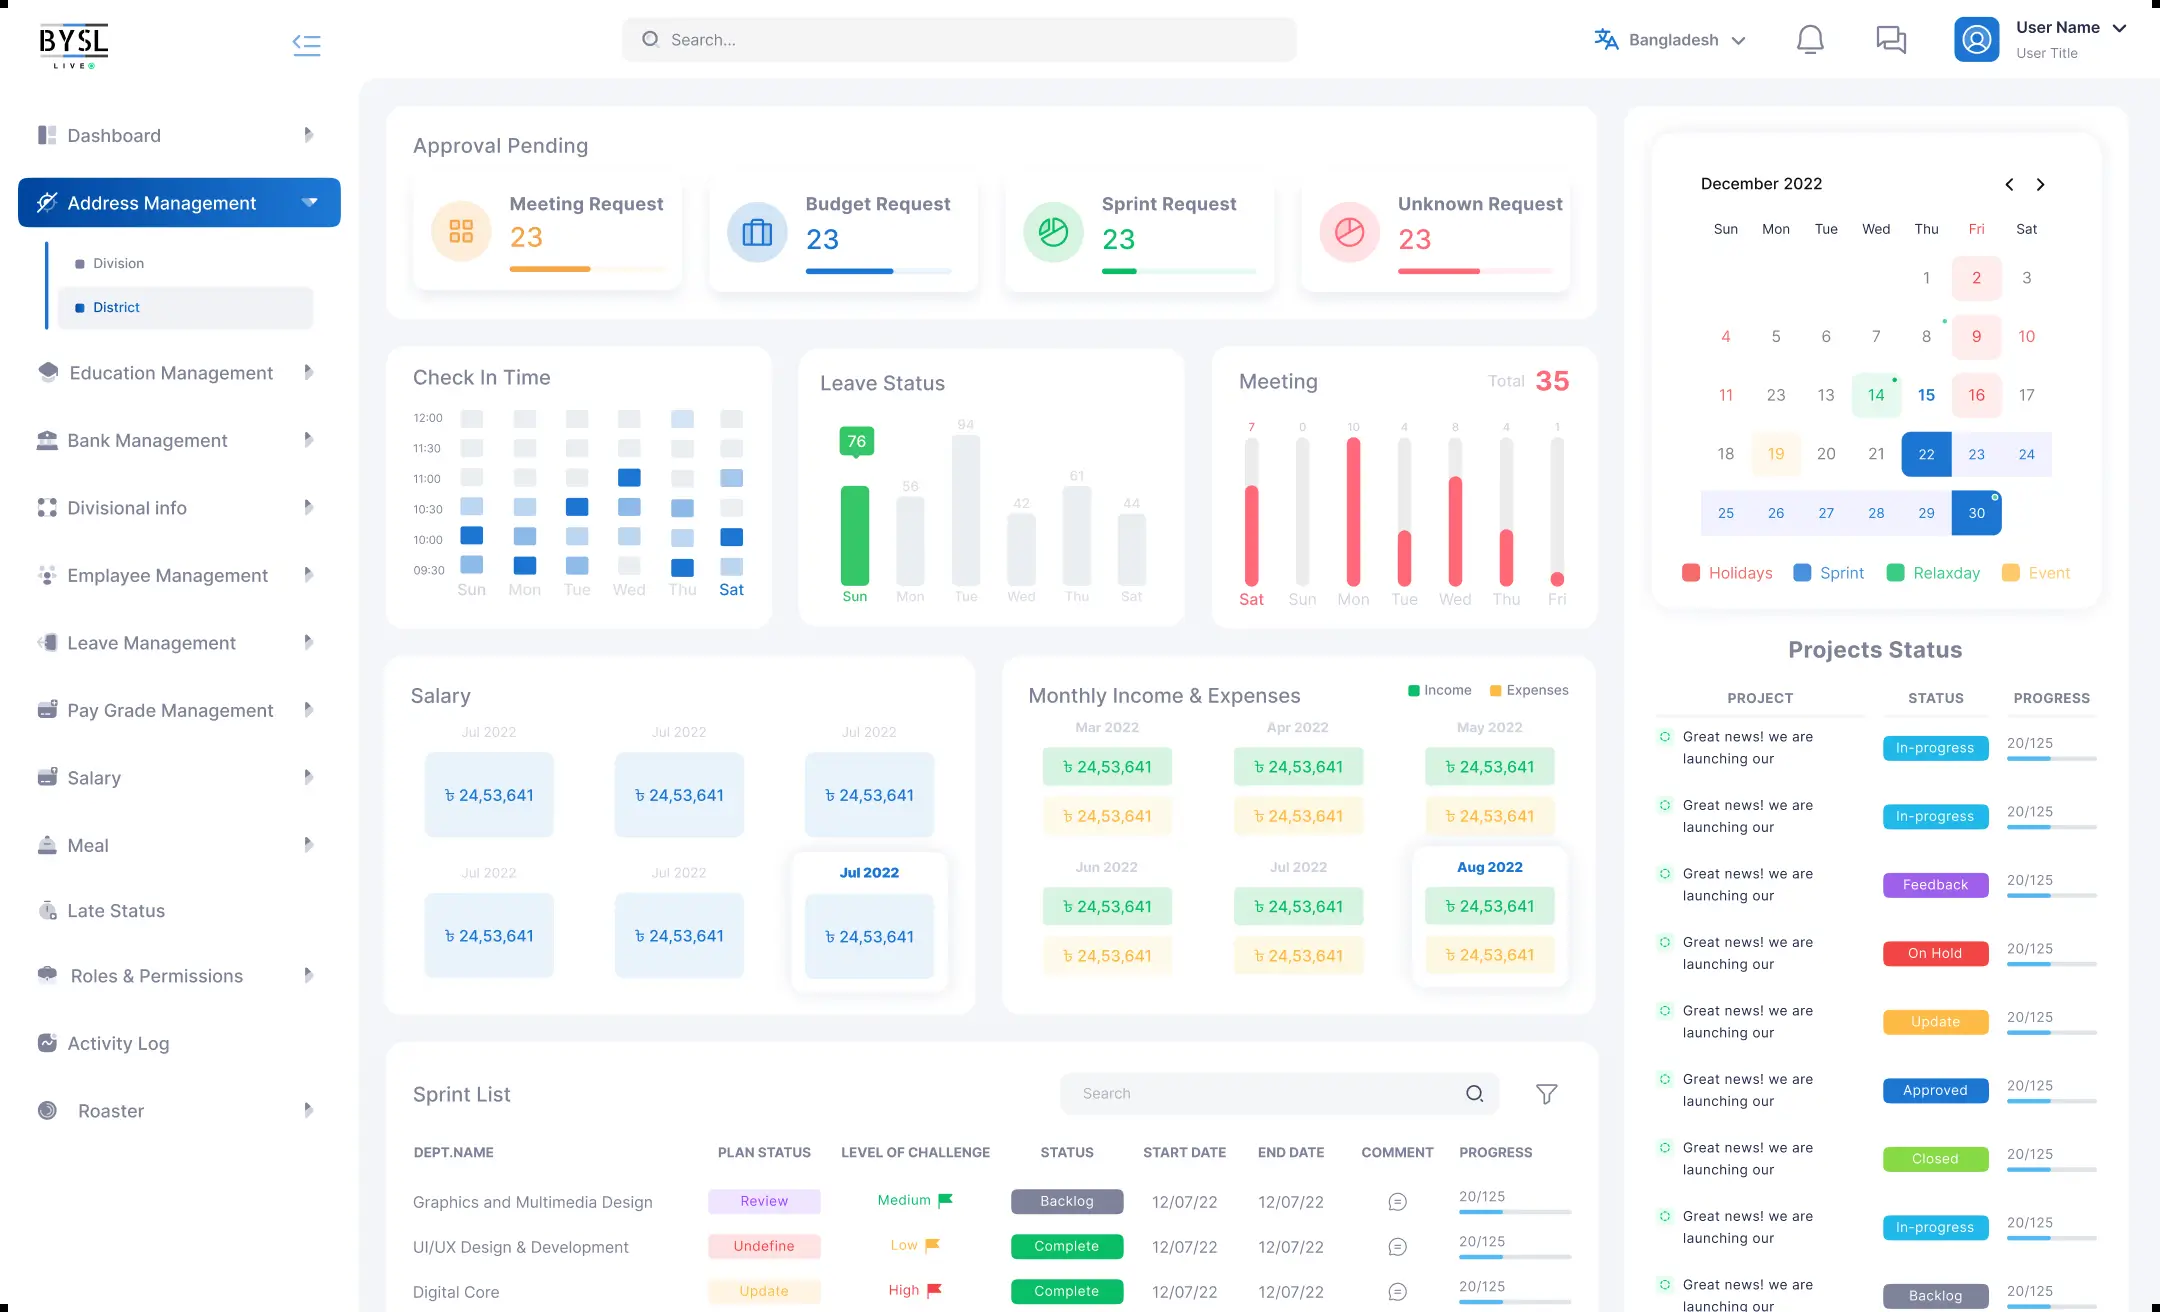 BYSL
LIVE
Search...
Bangladesh
User Name
User Title
Dashboard
Address Management
Division
District
Education Management
Bank Management
Divisional info
Employee Management
Leave Management
Pay Grade Management
Salary
Meal
Late Status
Roles & Permissions
Activity Log
Roaster
Approval Pending
Meeting Request
23
Budget Request
23
Sprint Request
23
Unknown Request
23
Check In Time
12:00
11:30
11:00
10:30
10:00
09:30
Sun Mon Tue Wed Thu Sat
Leave Status
76 56 94 42 61 44
Sun Mon Tue Wed Thu Sat
Meeting
Total 35
7 0 10 4 8 4 1
Sat Sun Mon Tue Wed Thu Fri
Salary
Jul 2022 Jul 2022 Jul 2022
৳ 24,53,641 ৳ 24,53,641 ৳ 24,53,641
Jul 2022 Jul 2022 Jul 2022
৳ 24,53,641 ৳ 24,53,641 ৳ 24,53,641
Monthly Income & Expenses
Income Expenses
Mar 2022 Apr 2022 May 2022
৳ 24,53,641 ৳ 24,53,641 ৳ 24,53,641
৳ 24,53,641 ৳ 24,53,641 ৳ 24,53,641
Jun 2022 Jul 2022 Aug 2022
৳ 24,53,641 ৳ 24,53,641 ৳ 24,53,641
৳ 24,53,641 ৳ 24,53,641 ৳ 24,53,641
Sprint List
Search
DEPT.NAME PLAN STATUS LEVEL OF CHALLENGE STATUS START DATE END DATE COMMENT PROGRESS
Graphics and Multimedia Design Review Medium Backlog 12/07/22 12/07/22 20/125
UI/UX Design & Development Undefine Low Complete 12/07/22 12/07/22 20/125
Digital Core Update High Complete 12/07/22 12/07/22 20/125
December 2022
Sun Mon Tue Wed Thu Fri Sat
1 2 3
4 5 6 7 8 9 10
11 23 13 14 15 16 17
18 19 20 21 22 23 24
25 26 27 28 29 30
Holidays Sprint Relaxday Event
Projects Status
PROJECT STATUS PROGRESS
Great news! we are
launching our
In-progress 20/125
Great news! we are
launching our
In-progress 20/125
Great news! we are
launching our
Feedback 20/125
Great news! we are
launching our
On Hold 20/125
Great news! we are
launching our
Update 20/125
Great news! we are
launching our
Approved 20/125
Great news! we are
launching our
Closed 20/125
Great news! we are
launching our
In-progress 20/125
Great news! we are
launching our
Backlog 20/125